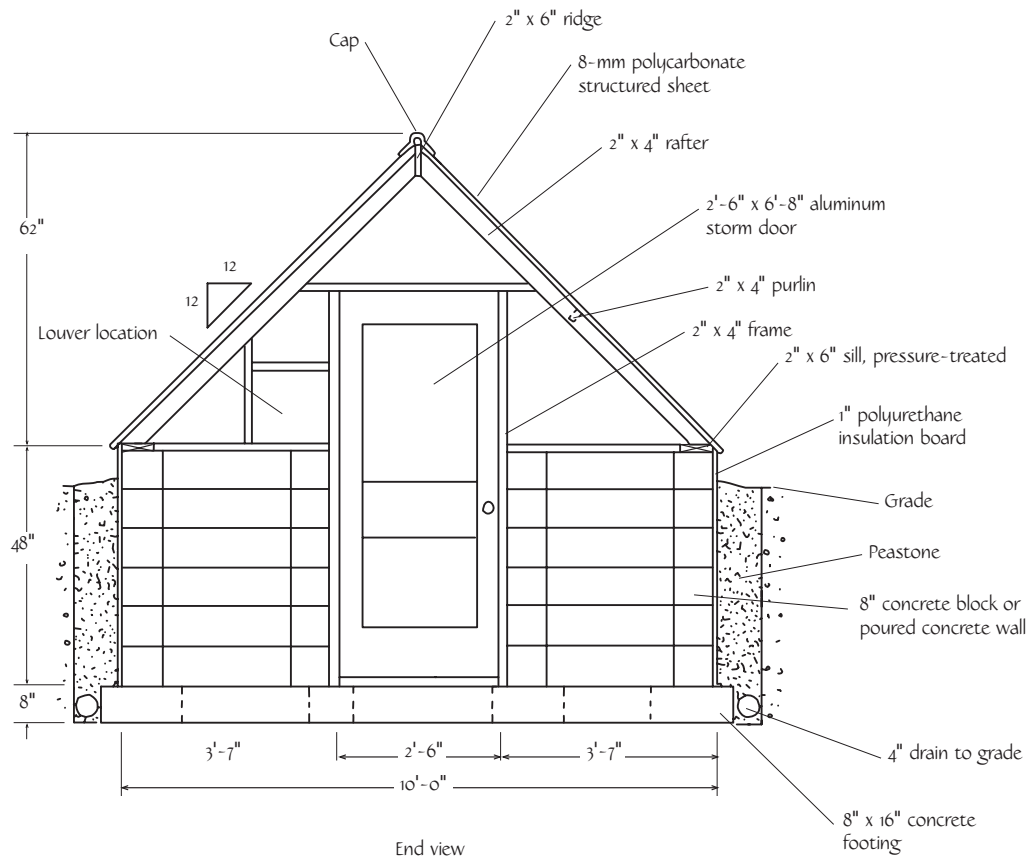 2" x 6" ridge
Cap
8-mm polycarbonate
structured sheet
2" x 4" rafter
62"
2'-6" x 6'-8" aluminum
storm door
12
12
2" x 4" purlin
Louver location
2" x 4" frame
2" x 6" sill, pressure-treated
1" polyurethane
insulation board
Grade
48"
Peastone
8" concrete block or
poured concrete wall
8"
3'-7"
2'-6"
3'-7"
4" drain to grade
10'-0"
8" x 16" concrete
footing
End view